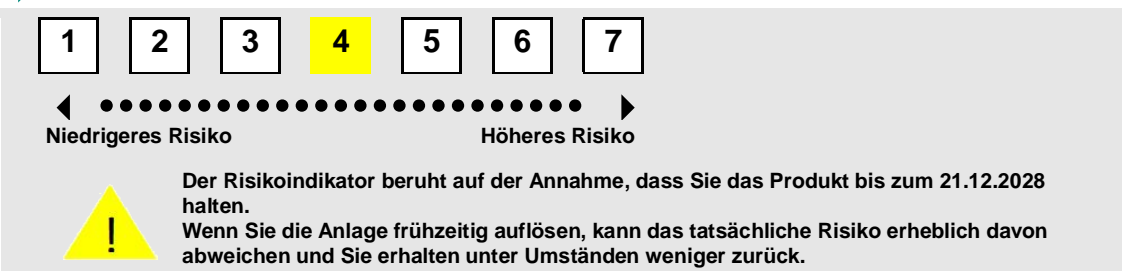 1 2 3 4 5 6 7
Niedrigeres Risiko Höheres Risiko
Der Risikoindikator beruht auf der Annahme, dass Sie das Produkt bis zum 21.12.2028
halten.
Wenn Sie die Anlage frühzeitig auflösen, kann das tatsächliche Risiko erheblich davon
abweichen und Sie erhalten unter Umständen weniger zurück.
!